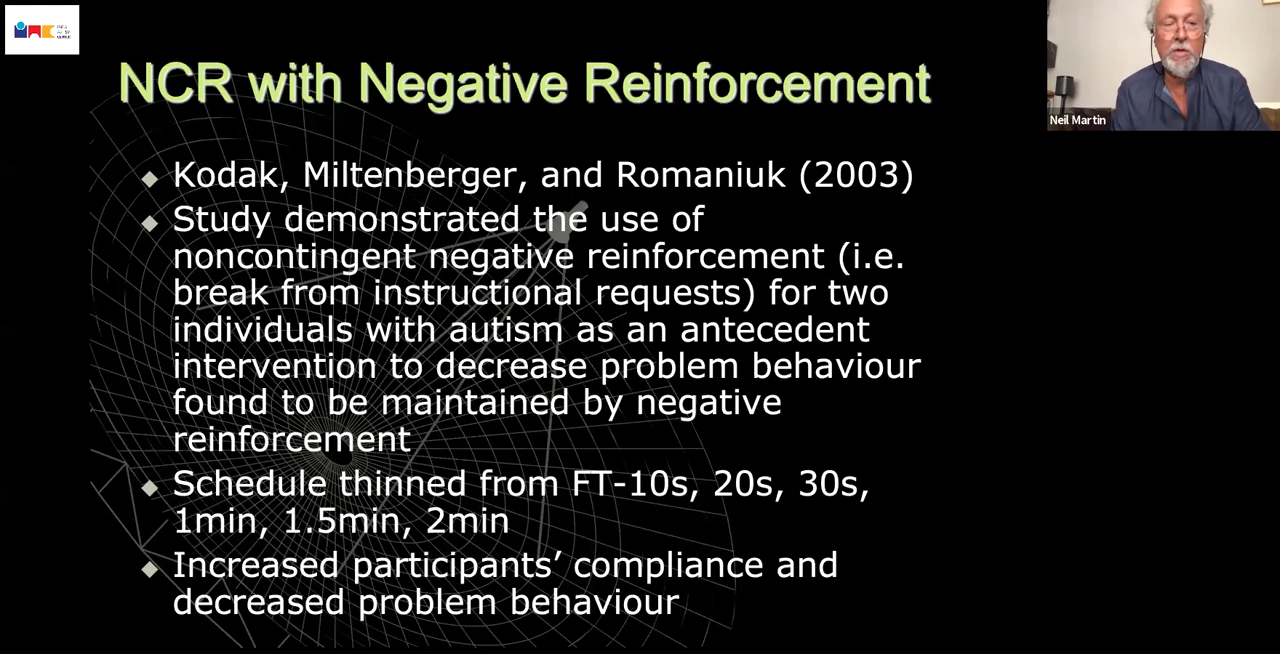 NCR with Negative Reinforcement
Neil Martin
◆ Kodak, Miltenberger, and Romaniuk (2003)
◆ Study demonstrated the use of
noncontingent negative reinforcement (i.e.
break from instructional requests) for two
individuals with autism as an antecedent
intervention to decrease problem behaviour
found to be maintained by negative
reinforcement
◆ Schedule thinned from FT-10s, 20s, 30s,
1min, 1.5min, 2min
◆ Increased participants’ compliance and
decreased problem behaviour